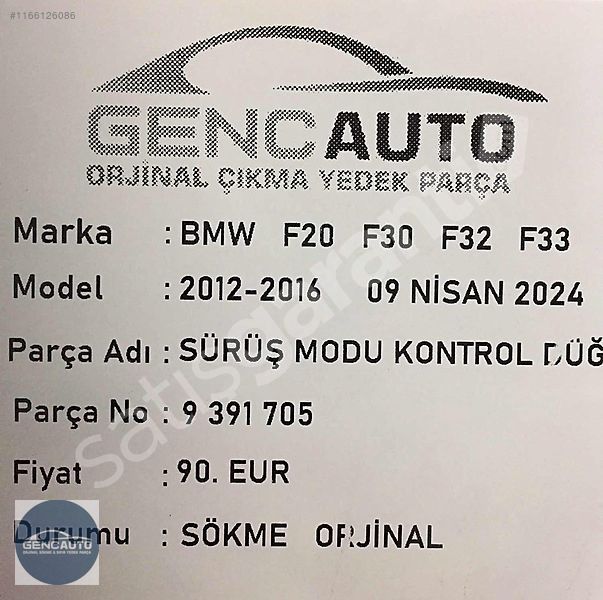 #1166126086
GENCAUTO
ORJİNAL ÇIKMA YEDEK PARÇA
Marka : BMW F20 F30 F32 F33
Model : 2012-2016 09 NİSAN 2024
Parça Adı : SÜRÜŞ MODU KONTROL DÜĞ
Parça No : 9 391 705
Fiyat : 90. EUR
Durumu : SÖKME ORJİNAL
GENCAUTO
satisgaranti